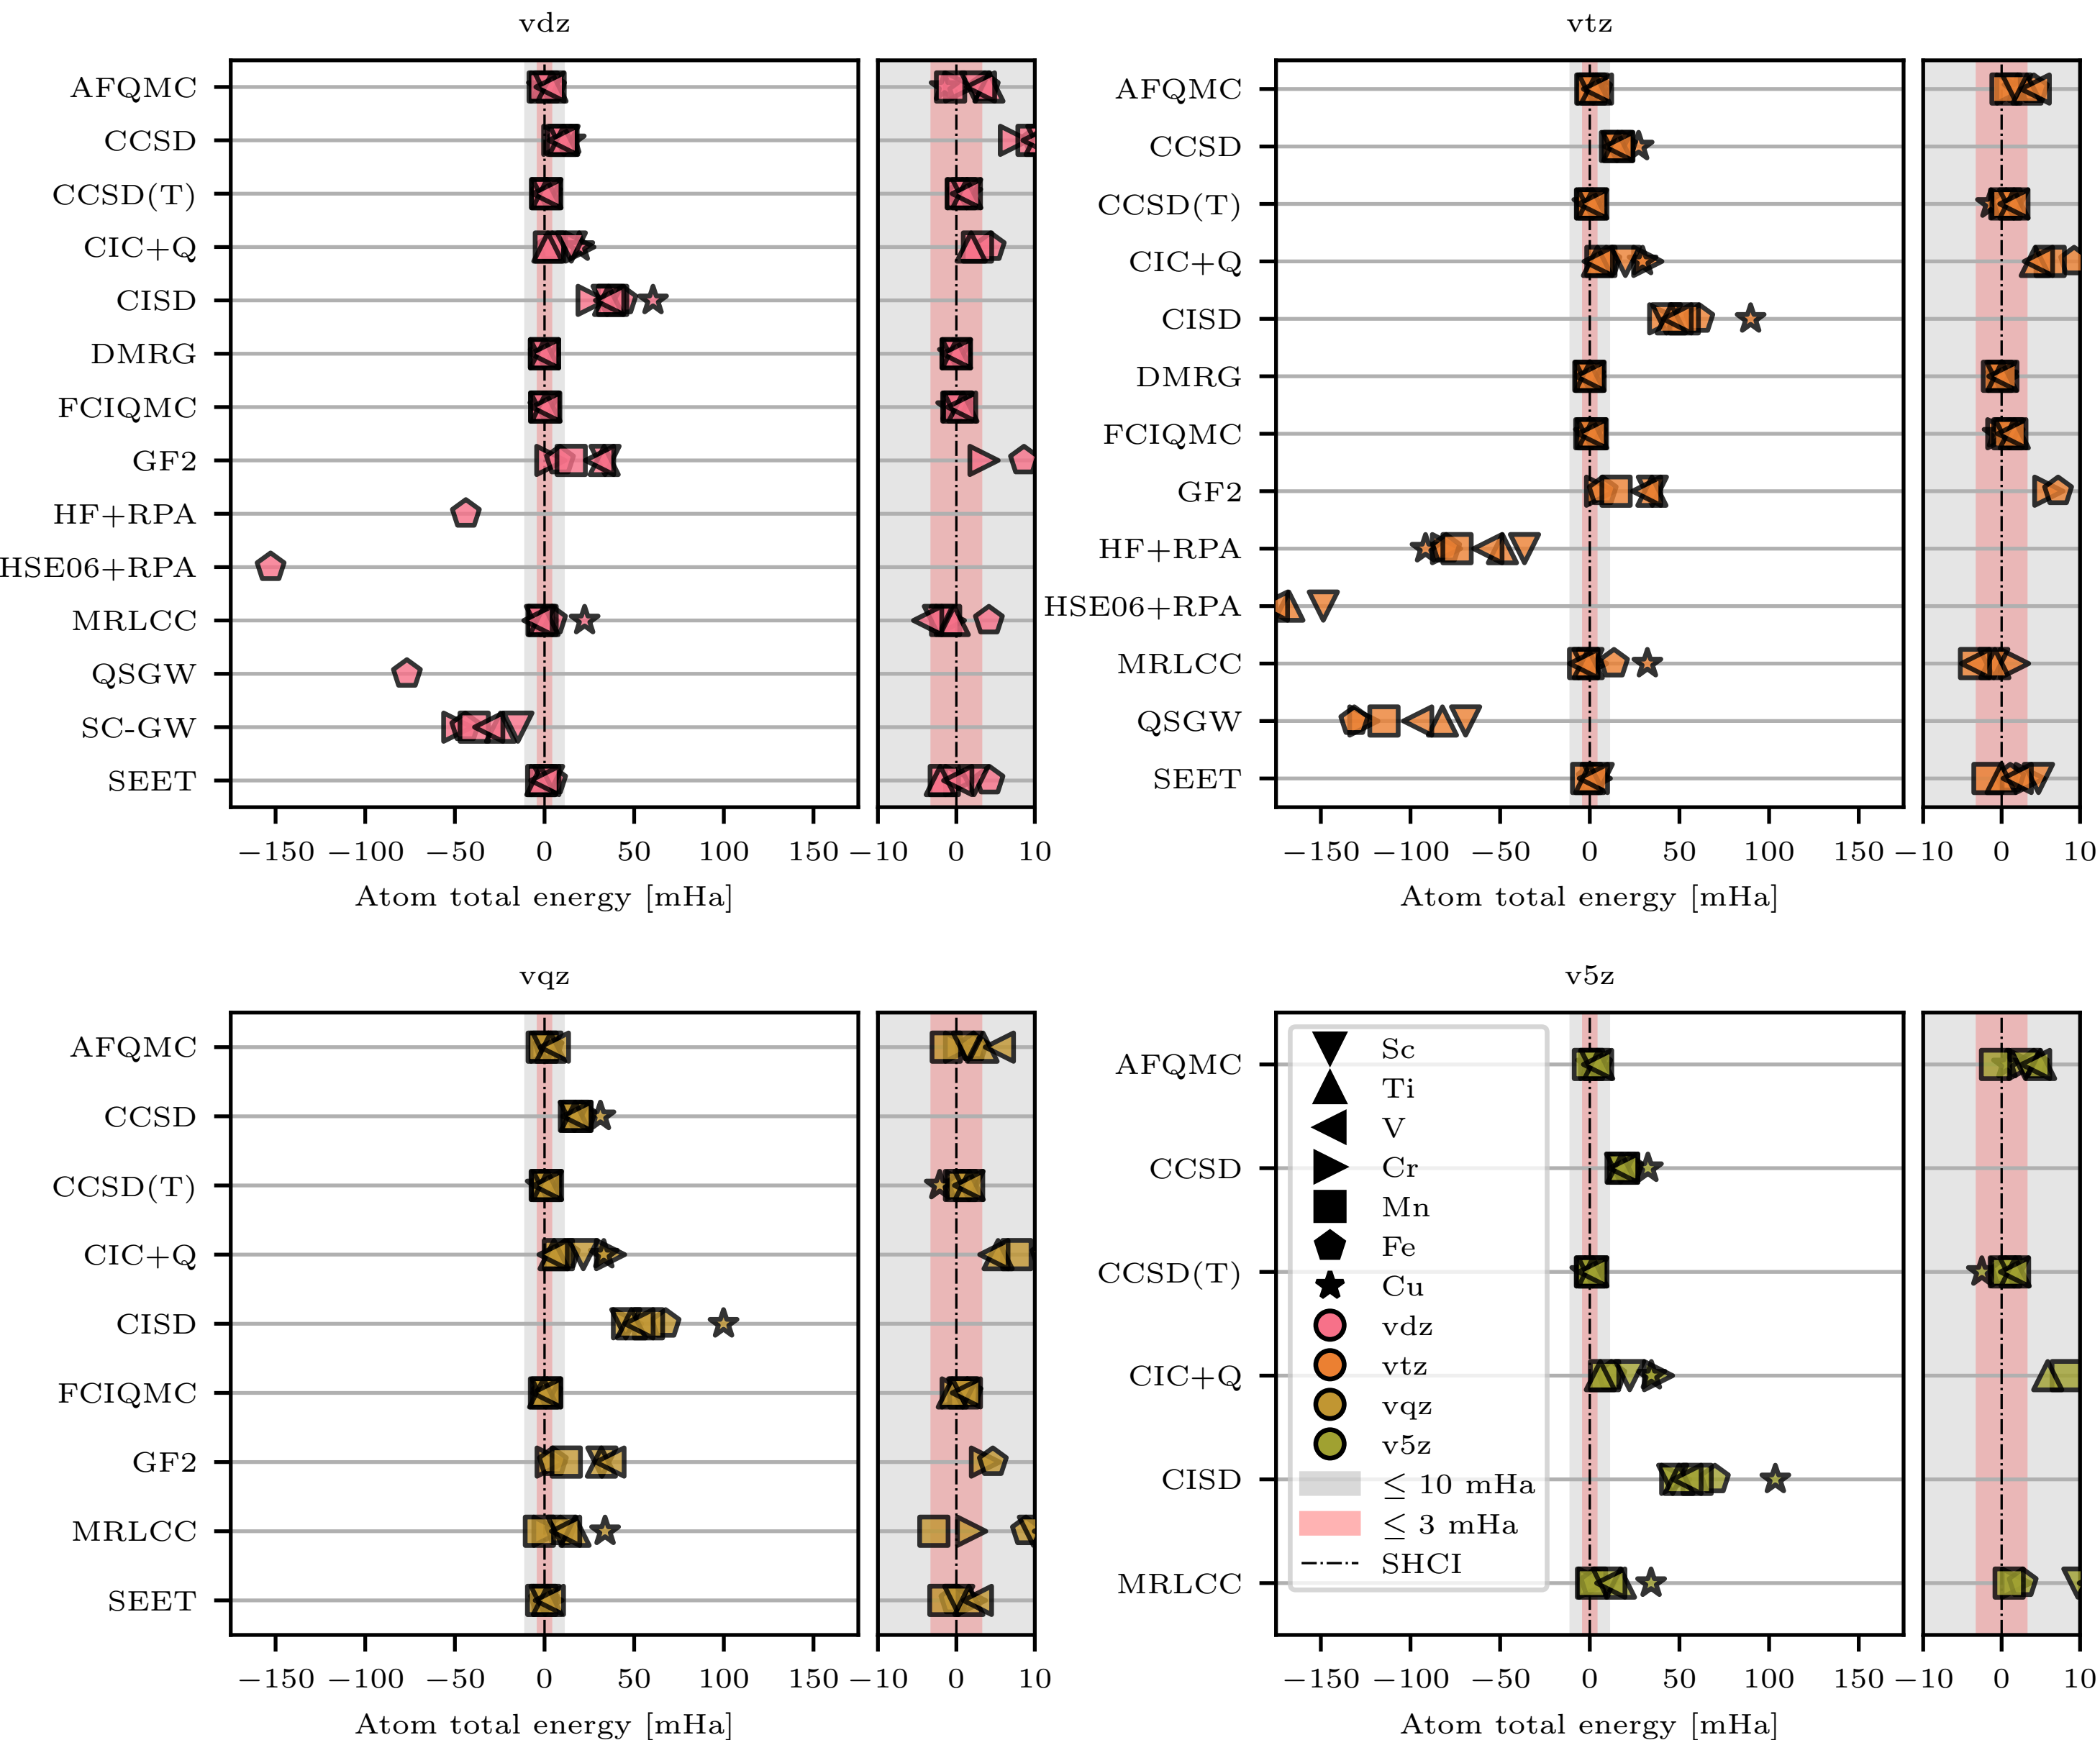 vdz
AFQMC
CCSD
CCSD(T)
CIC+Q
CISD
DMRG
FCIQMC
GF2
HF+RPA
HSE06+RPA
MRLCC
QSGW
SC-GW
SEET
−150 −100 −50 0 50 100 150 −10 0 10
Atom total energy [mHa]
vtz
AFQMC
CCSD
CCSD(T)
CIC+Q
CISD
DMRG
FCIQMC
GF2
HF+RPA
HSE06+RPA
MRLCC
QSGW
SEET
−150 −100 −50 0 50 100 150 −10 0 10
Atom total energy [mHa]
vqz
AFQMC
CCSD
CCSD(T)
CIC+Q
CISD
FCIQMC
GF2
MRLCC
SEET
−150 −100 −50 0 50 100 150 −10 0 10
Atom total energy [mHa]
v5z
AFQMC
CCSD
CCSD(T)
CIC+Q
CISD
MRLCC
Sc
Ti
V
Cr
Mn
Fe
Cu
vdz
vtz
vqz
v5z
≤ 10 mHa
≤ 3 mHa
SHCI
−150 −100 −50 0 50 100 150 −10 0 10
Atom total energy [mHa]